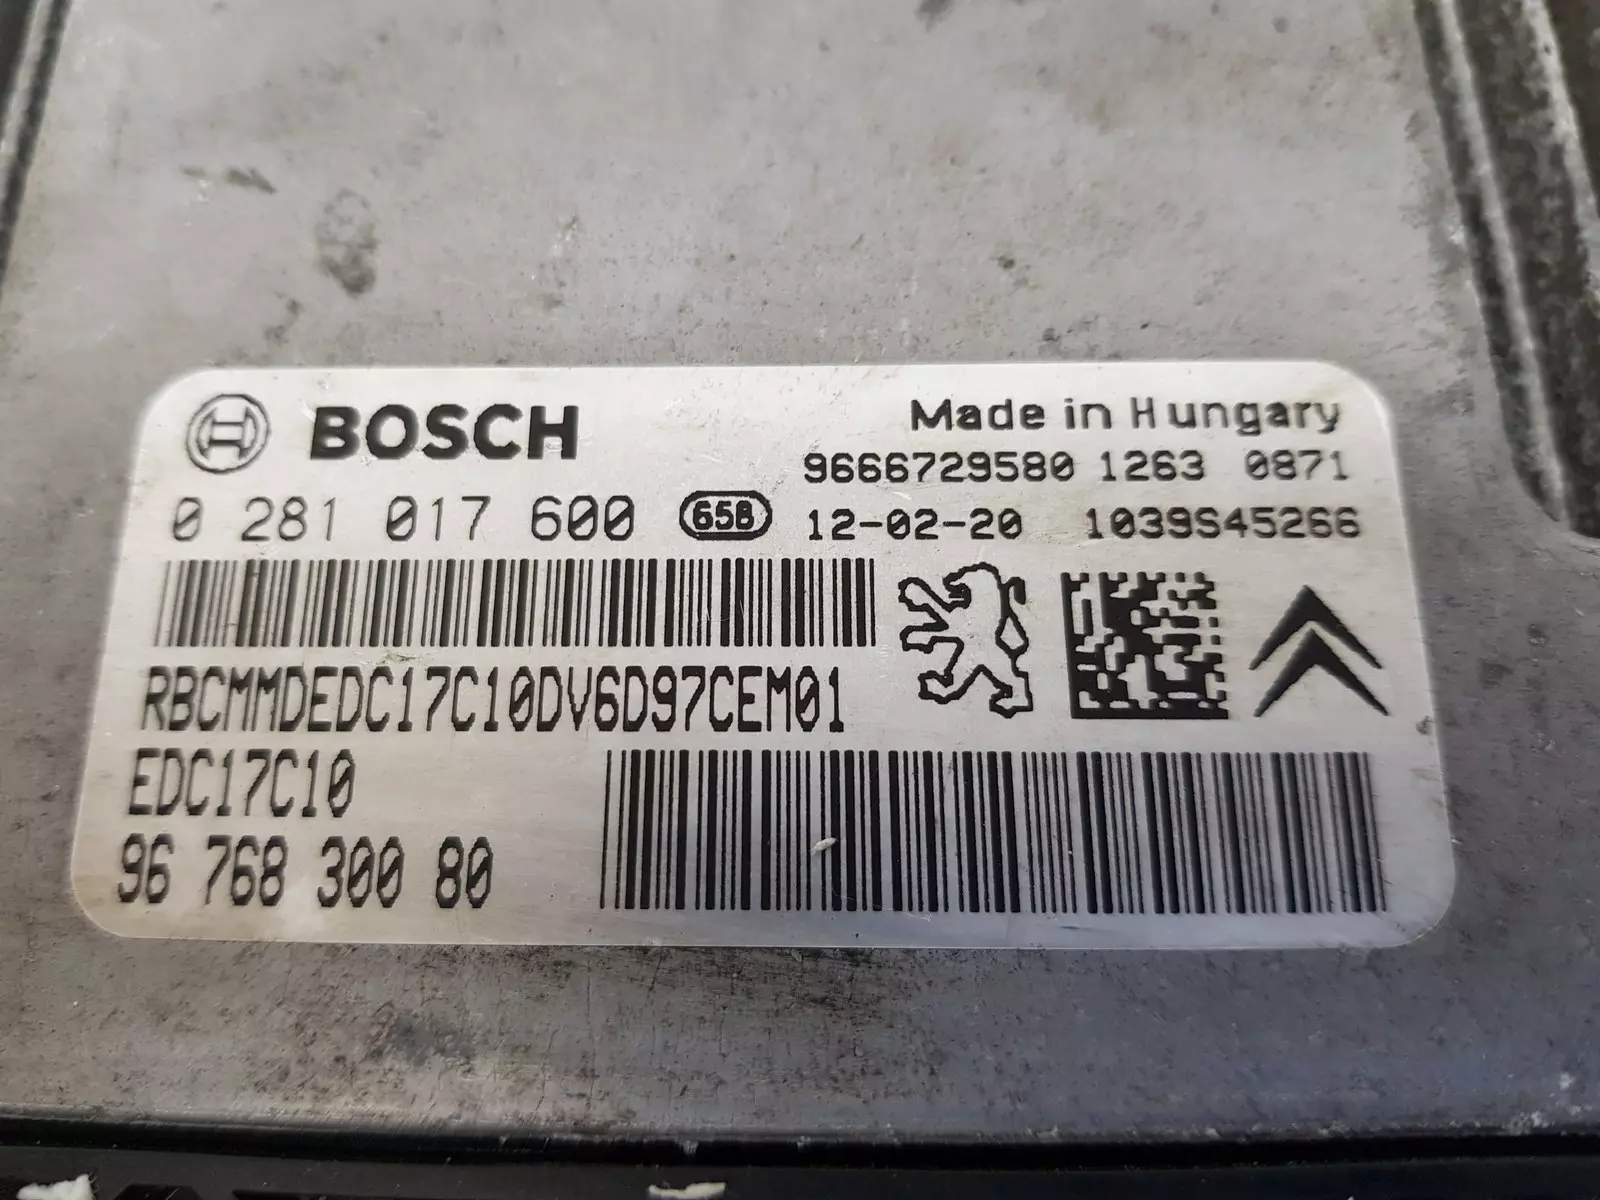 BOSCH
Made in Hungary
9666729580 1263 0871
0 281 017 600 658 12-02-20 1039S45266
RBCMMDEDC17C10DV6D97CEM01
EDC17C10
96 768 300 80